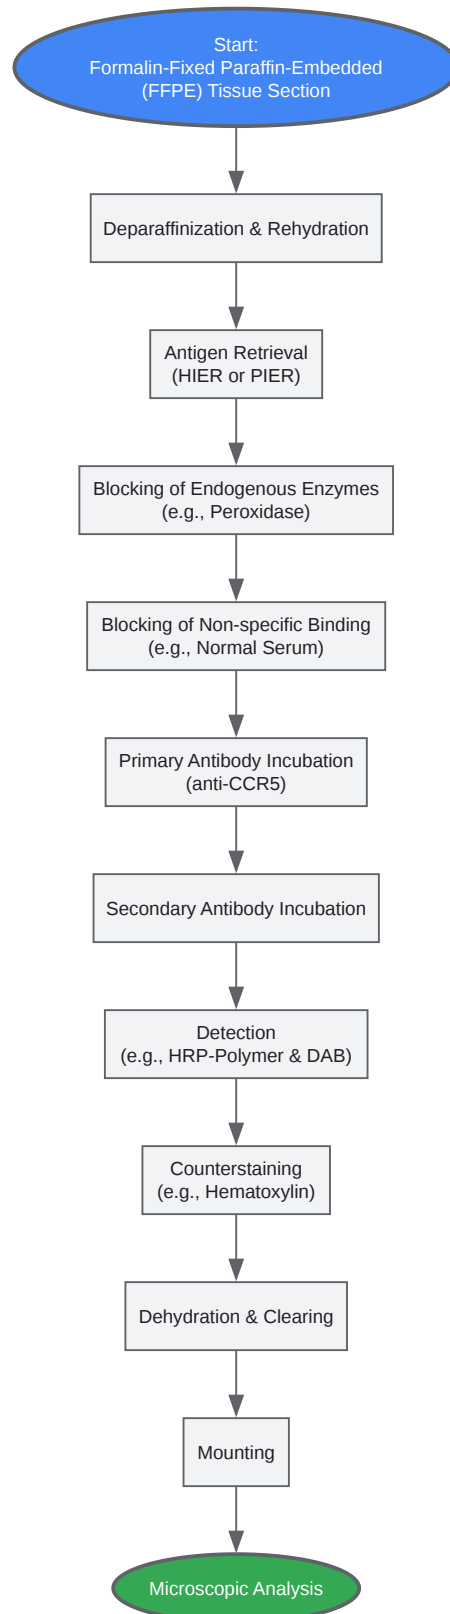 Start:
Formalin-Fixed Paraffin-Embedded
(FFPE) Tissue Section
Deparaffinization & Rehydration
Antigen Retrieval
(HIER or PIER)
Blocking of Endogenous Enzymes
(e.g., Peroxidase)
Blocking of Non-specific Binding
(e.g., Normal Serum)
Primary Antibody Incubation
(anti-CCR5)
Secondary Antibody Incubation
Detection
(e.g., HRP-Polymer & DAB)
Counterstaining
(e.g., Hematoxylin)
Dehydration & Clearing
Mounting
Microscopic Analysis